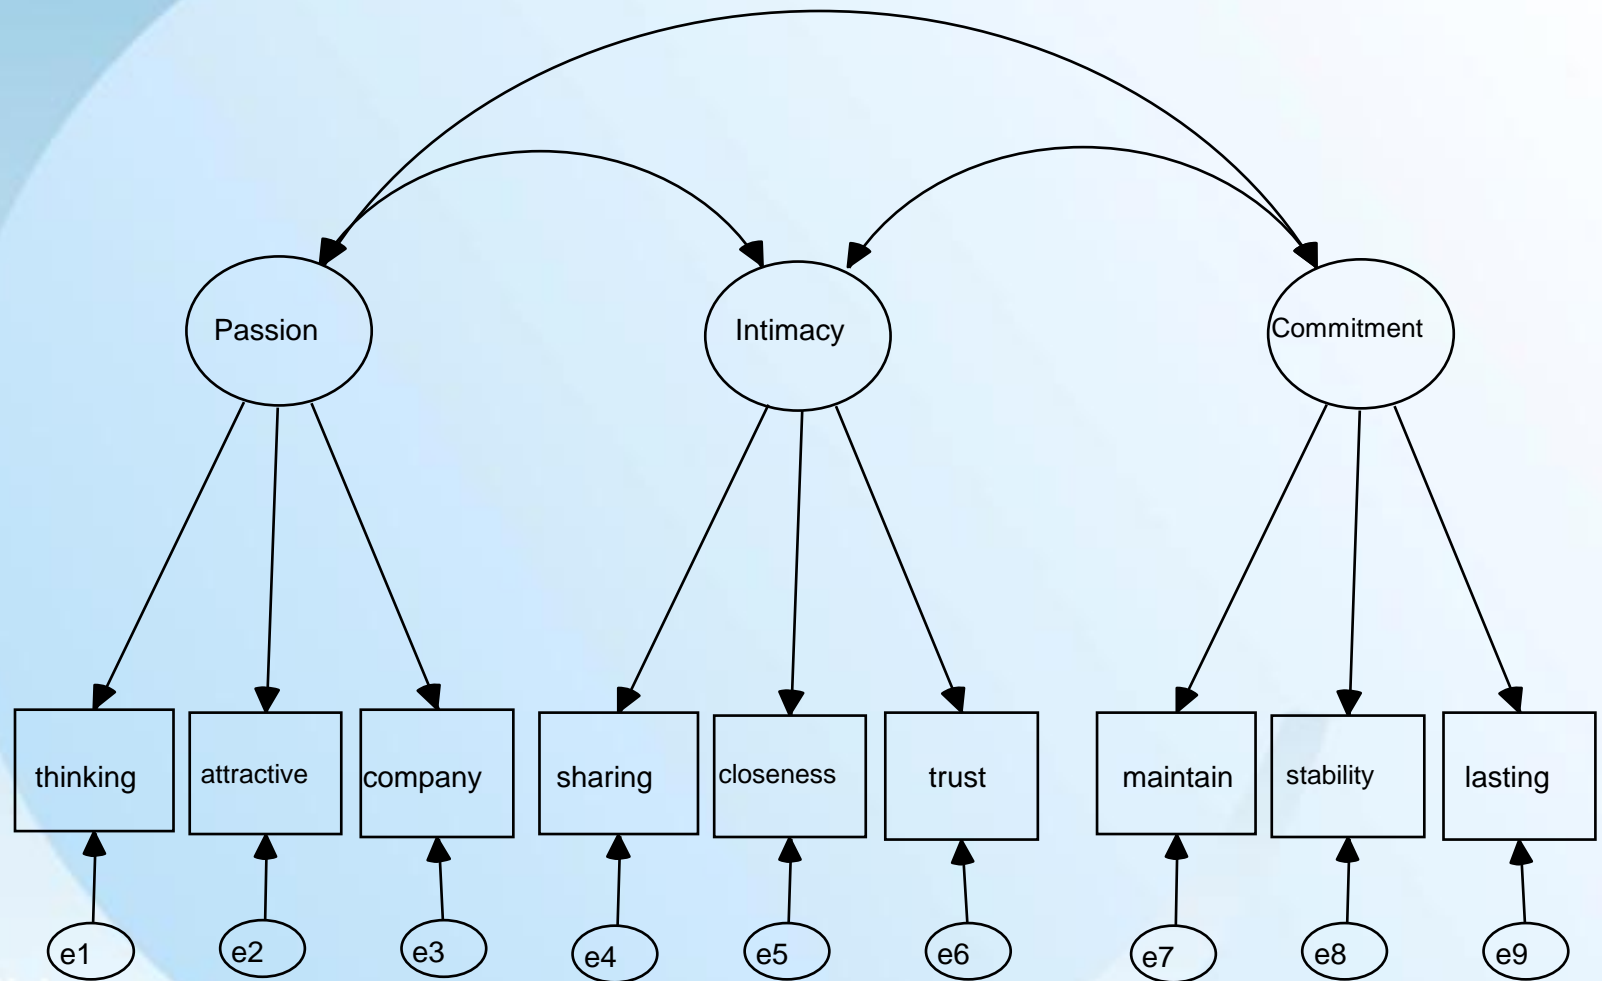 Passion
Intimacy
Commitment
thinking
attractive
company
sharing
closeness
trust
maintain
stability
lasting
e1
e2
e3
e4
e5
e6
e7
e8
e9